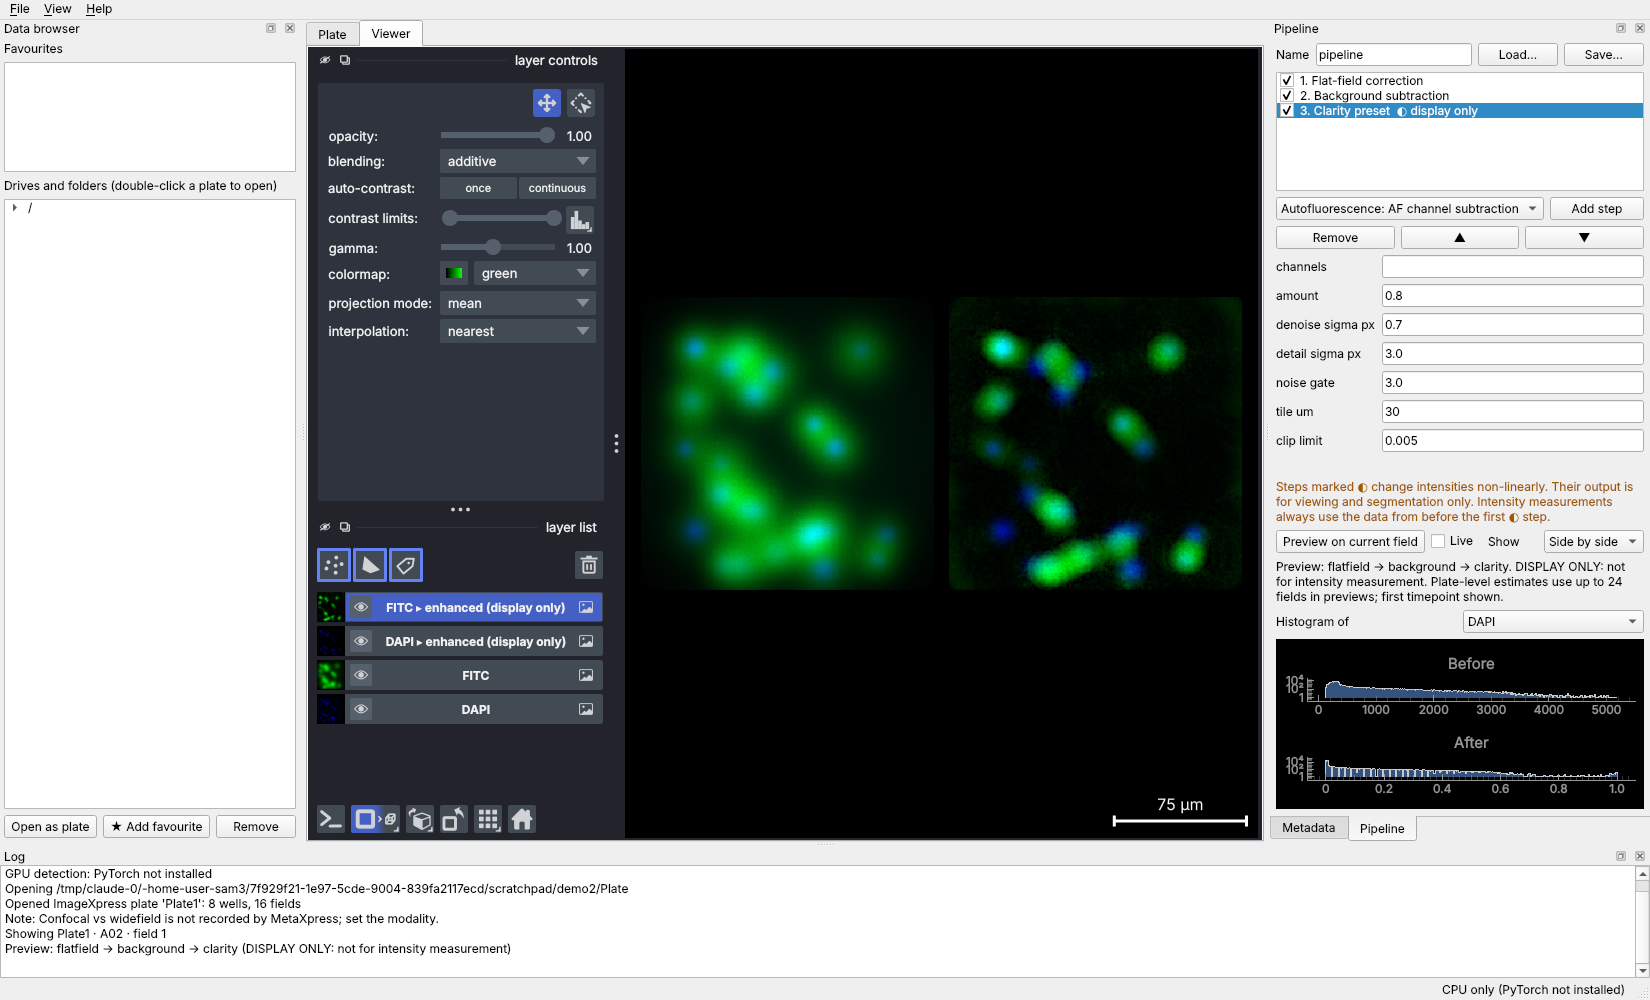 File View Help
Data browser
Favourites
Drives and folders (double-click a plate to open)
/
Open as plate
★ Add favourite
Remove
Plate
Viewer
layer controls
opacity:
1.00
blending:
additive
auto-contrast:
once
continuous
contrast limits:
gamma:
1.00
colormap:
green
projection mode:
mean
interpolation:
nearest
layer list
FITC ▸ enhanced (display only)
DAPI ▸ enhanced (display only)
FITC
DAPI
75 µm
Pipeline
Name
pipeline
Load...
Save...
1. Flat-field correction
2. Background subtraction
3. Clarity preset ◐ display only
Autofluorescence: AF channel subtraction
Add step
Remove
▲
▼
channels
amount
0.8
denoise sigma px
0.7
detail sigma px
3.0
noise gate
3.0
tile um
30
clip limit
0.005
Steps marked ◐ change intensities non-linearly. Their output is
for viewing and segmentation only. Intensity measurements
always use the data from before the first ◐ step.
Preview on current field
Live
Show
Side by side
Preview: flatfield → background → clarity. DISPLAY ONLY: not
for intensity measurement. Plate-level estimates use up to 24
fields in previews; first timepoint shown.
Histogram of
DAPI
Before
0 1000 2000 3000 4000 5000
After
0 0.2 0.4 0.6 0.8 1.0
Metadata
Pipeline
Log
GPU detection: PyTorch not installed
Opening /tmp/claude-0/-home-user-sam3/7f929f21-1e97-5cde-9004-839fa2117ecd/scratchpad/demo2/Plate
Opened ImageXpress plate 'Plate1': 8 wells, 16 fields
Note: Confocal vs widefield is not recorded by MetaXpress; set the modality.
Showing Plate1 · A02 · field 1
Preview: flatfield → background → clarity (DISPLAY ONLY: not for intensity measurement)
CPU only (PyTorch not installed)